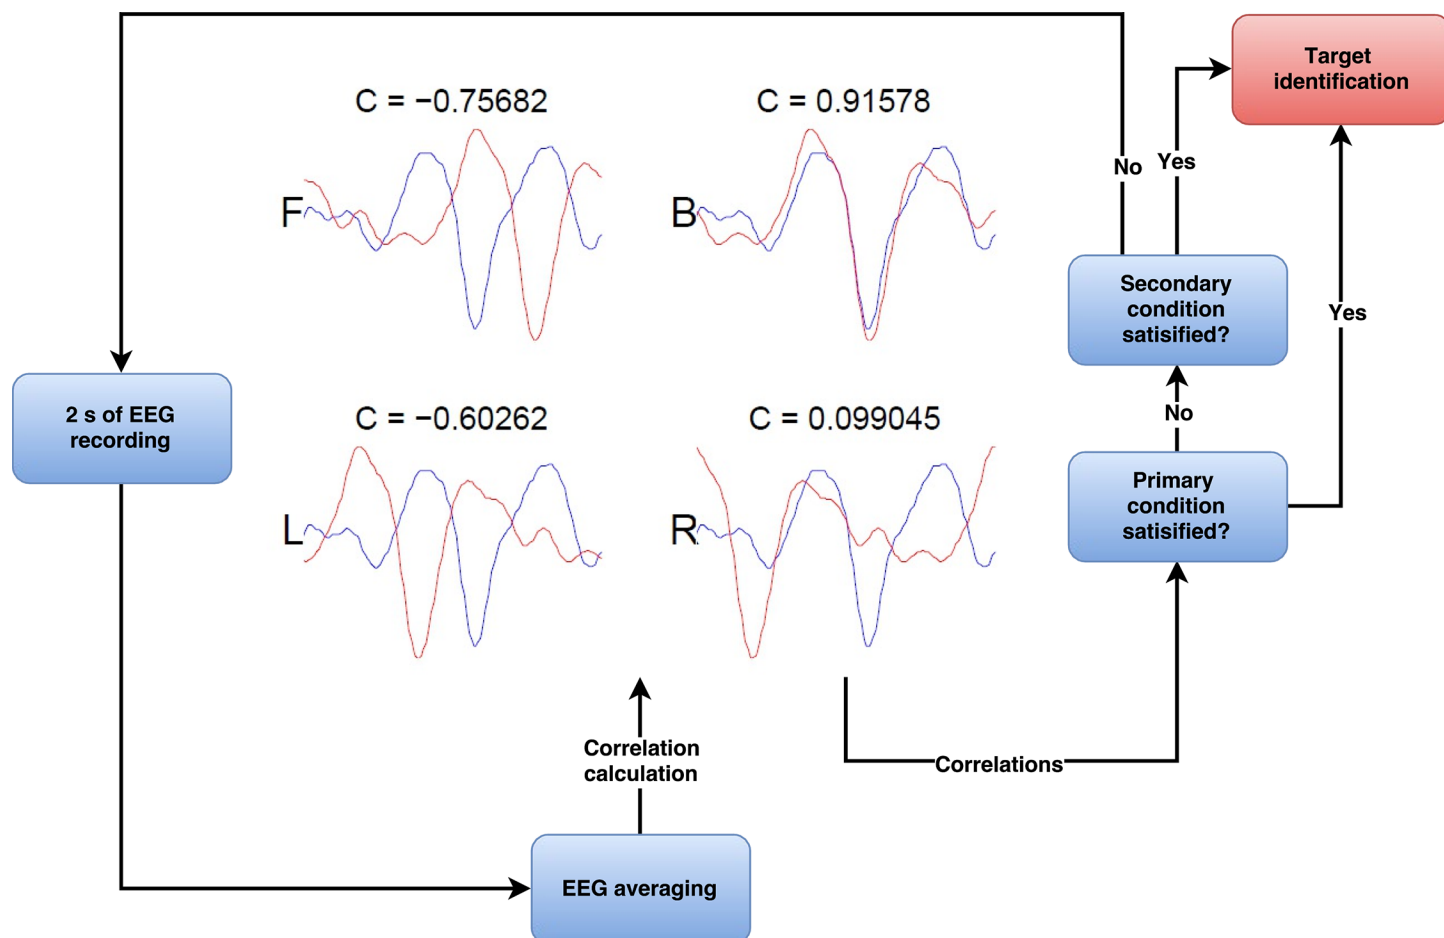 Target
identification
C = −0.75682
C = 0.91578
No
Yes
F
B
Secondary
condition
satisified?
Yes
2 s of EEG
recording
C = −0.60262
C = 0.099045
No
L
R
Primary
condition
satisified?
Correlation
calculation
Correlations
EEG averaging